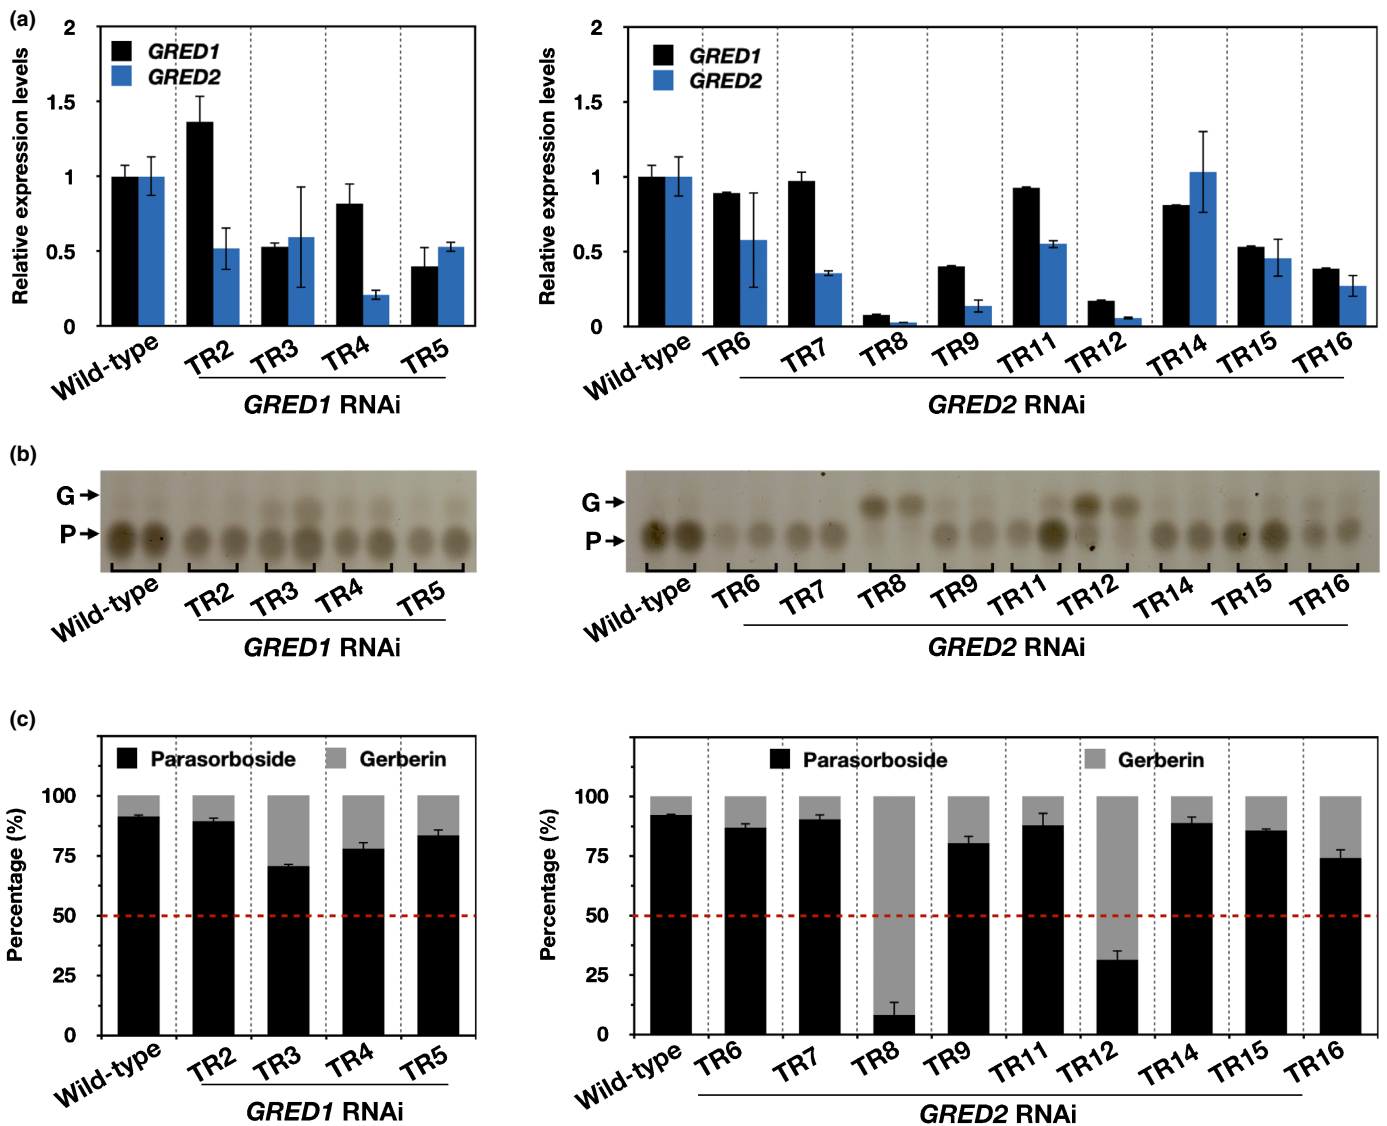 (a)
Relative expression levels
2
1.5
1
0.5
0
GRED1
GRED2
Wild-type
TR2
TR3
TR4
TR5
GRED1 RNAi
Relative expression levels
2
1.5
1
0.5
0
GRED1
GRED2
Wild-type
TR6
TR7
TR8
TR9
TR11
TR12
TR14
TR15
TR16
GRED2 RNAi
(b)
G
P
Wild-type
TR2
TR3
TR4
TR5
GRED1 RNAi
G
P
Wild-type
TR6
TR7
TR8
TR9
TR11
TR12
TR14
TR15
TR16
GRED2 RNAi
(c)
Percentage (%)
100
75
50
25
0
Parasorboside
Gerberin
Wild-type
TR2
TR3
TR4
TR5
GRED1 RNAi
Percentage (%)
100
75
50
25
0
Parasorboside
Gerberin
Wild-type
TR6
TR7
TR8
TR9
TR11
TR12
TR14
TR15
TR16
GRED2 RNAi